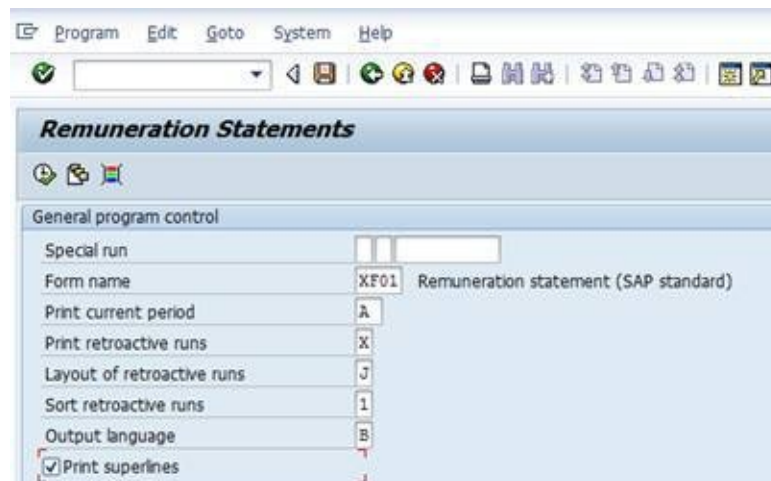 Program Edit Goto System Help
Remuneration Statements
General program control
Special run
Form name XF01 Remuneration statement (SAP standard)
Print current period A
Print retroactive runs X
Layout of retroactive runs J
Sort retroactive runs 1
Output language B
Print superlines